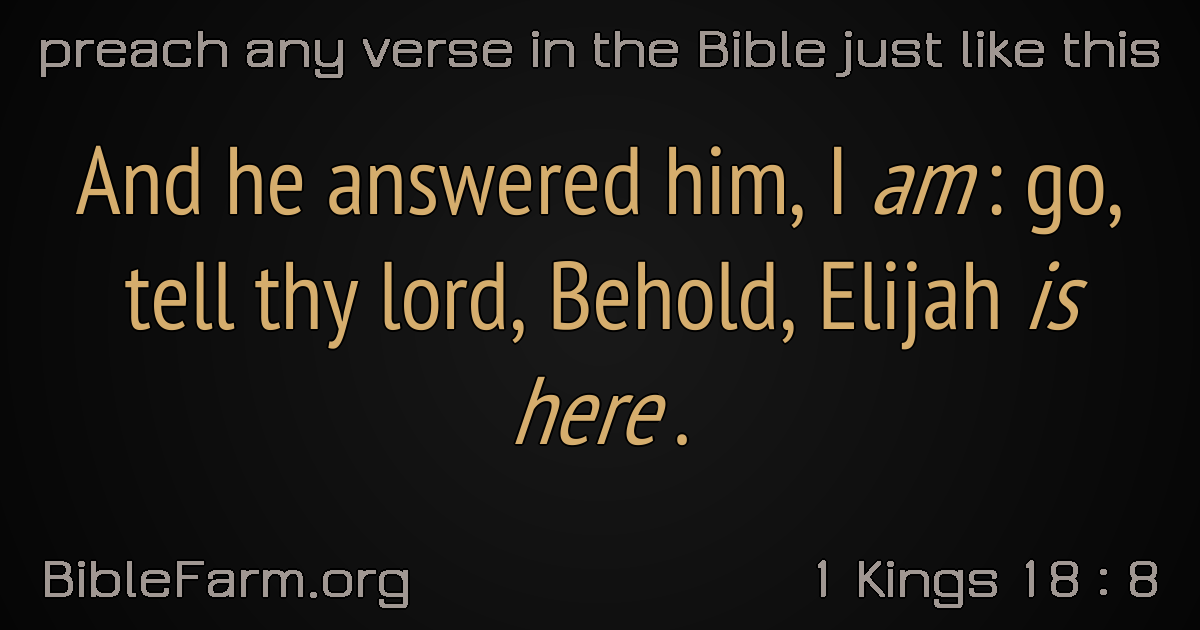 preach any verse in the Bible just like this
And he answered him, I am: go,
tell thy lord, Behold, Elijah is
here.
BibleFarm.org
1 Kings 18 : 8